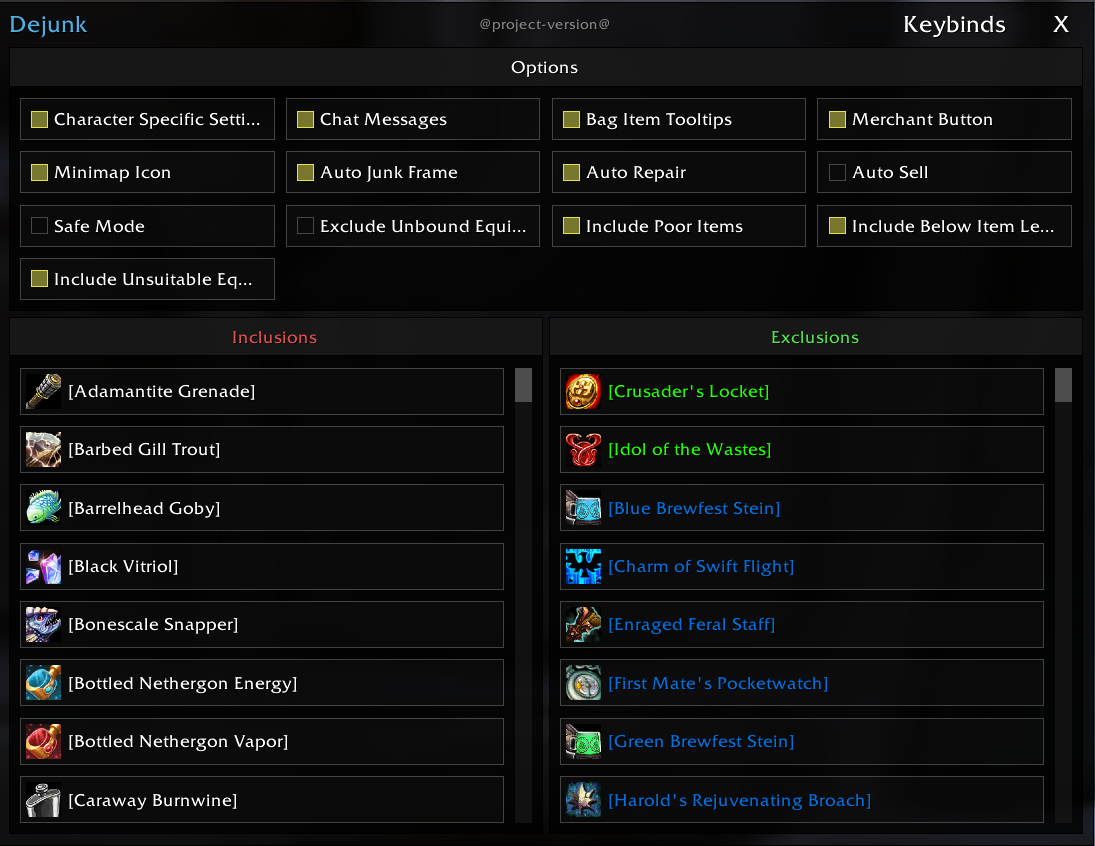 Dejunk @project-version@ Keybinds X
Options
Character Specific Setti... Chat Messages Bag Item Tooltips Merchant Button
Minimap Icon Auto Junk Frame Auto Repair Auto Sell
Safe Mode Exclude Unbound Equi... Include Poor Items Include Below Item Le...
Include Unsuitable Eq...
Inclusions
[Adamantite Grenade]
[Barbed Gill Trout]
[Barrelhead Goby]
[Black Vitriol]
[Bonescale Snapper]
[Bottled Nethergon Energy]
[Bottled Nethergon Vapor]
[Caraway Burnwine]
Exclusions
[Crusader's Locket]
[Idol of the Wastes]
[Blue Brewfest Stein]
[Charm of Swift Flight]
[Enraged Feral Staff]
[First Mate's Pocketwatch]
[Green Brewfest Stein]
[Harold's Rejuvenating Broach]